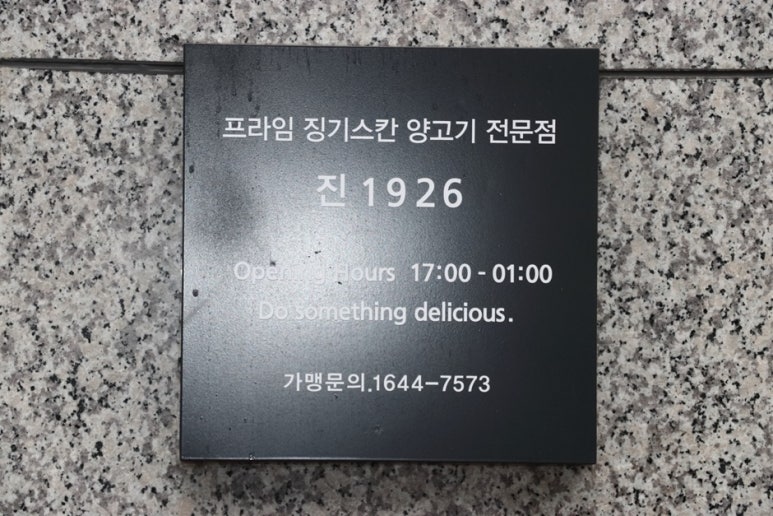 프라임 징기스칸 양고기 전문점
진 1926
Opening Hours 17:00 - 01:00
Do something delicious.
가맹문의.1644-7573